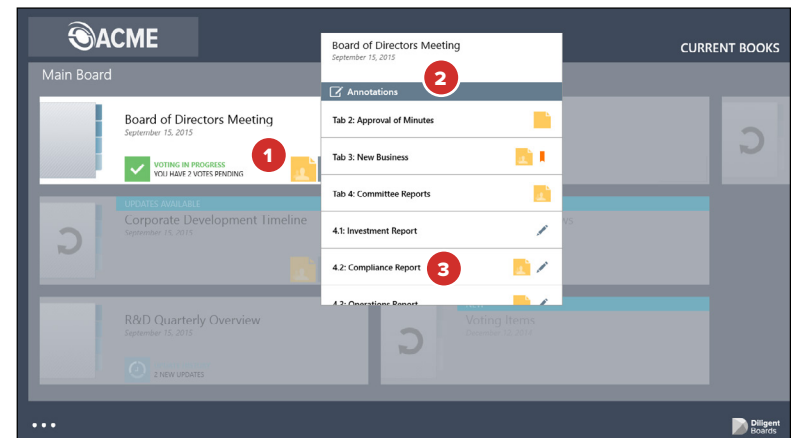 ACME
CURRENT BOOKS
Main Board
Board of Directors Meeting
September 15, 2015
VOTING IN PROGRESS
YOU HAVE 2 VOTES PENDING
1
Board of Directors Meeting
September 15, 2015
2
Annotations
Tab 2: Approval of Minutes
Tab 3: New Business
Tab 4: Committee Reports
4.1: Investment Report
4.2: Compliance Report
3
4.3: Operations Report
UPDATES AVAILABLE
Corporate Development Timeline
September 15, 2015
R&D Quarterly Overview
September 15, 2015
2 NEW UPDATES
NEW
Voting Items
Diligent
Boards